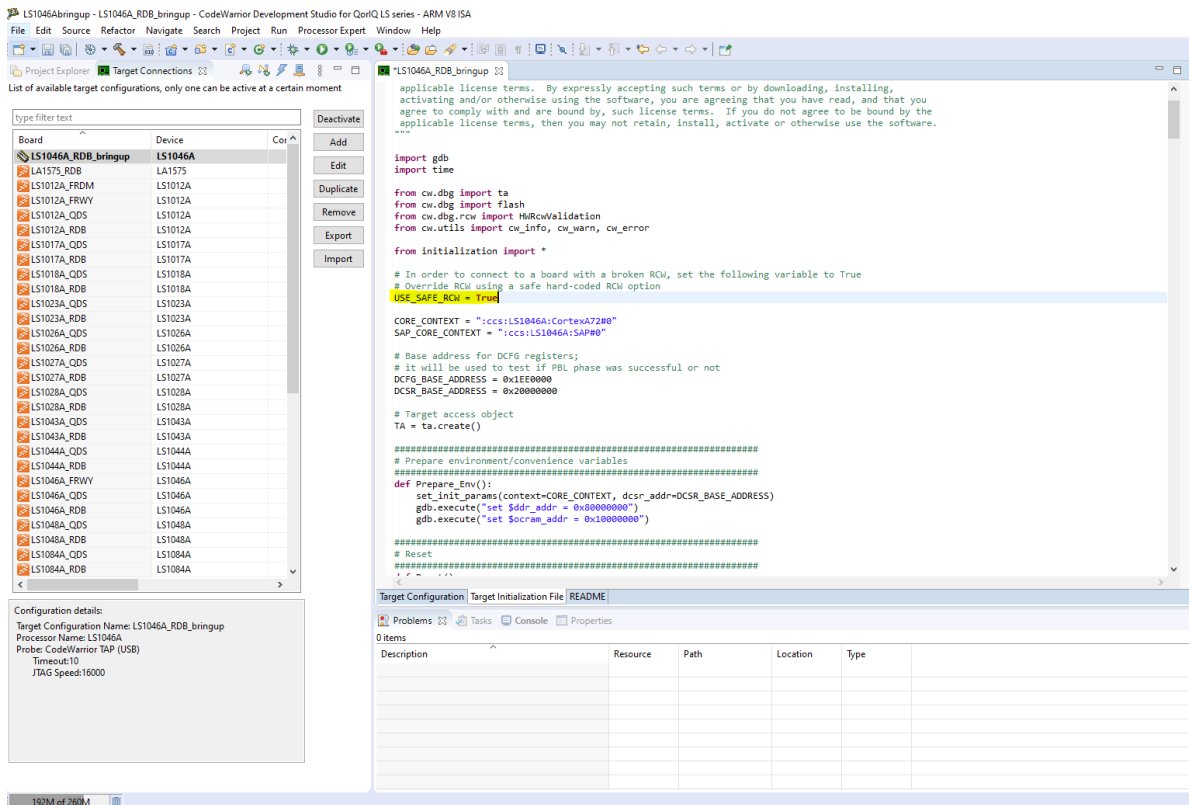 LS1046Abringup - LS1046A_RDB_bringup - CodeWarrior Development Studio for QorIQ LS series - ARM V8 ISA
File Edit Source Refactor Navigate Search Project Run Processor Expert Window Help
Project Explorer Target Connections
List of available target configurations, only one can be active at a certain moment
type filter text
Board Device Cor
LS1046A_RDB_bringup LS1046A
LA1575_RDB LA1575
LS1012A_FRDM LS1012A
LS1012A_FRWY LS1012A
LS1012A_QDS LS1012A
LS1012A_RDB LS1012A
LS1017A_QDS LS1017A
LS1017A_RDB LS1017A
LS1018A_QDS LS1018A
LS1018A_RDB LS1018A
LS1023A_QDS LS1023A
LS1023A_RDB LS1023A
LS1026A_QDS LS1026A
LS1026A_RDB LS1026A
LS1027A_QDS LS1027A
LS1027A_RDB LS1027A
LS1028A_QDS LS1028A
LS1028A_RDB LS1028A
LS1043A_QDS LS1043A
LS1043A_RDB LS1043A
LS1044A_QDS LS1044A
LS1044A_RDB LS1044A
LS1046A_FRWY LS1046A
LS1046A_QDS LS1046A
LS1046A_RDB LS1046A
LS1048A_QDS LS1048A
LS1048A_RDB LS1048A
LS1084A_QDS LS1084A
LS1084A_RDB LS1084A
Deactivate
Add
Edit
Duplicate
Remove
Export
Import
Configuration details:
Target Configuration Name: LS1046A_RDB_bringup
Processor Name: LS1046A
Probe: CodeWarrior TAP (USB)
Timeout:10
JTAG Speed:16000
*LS1046A_RDB_bringup
applicable license terms. By expressly accepting such terms or by downloading, installing,
activating and/or otherwise using the software, you are agreeing that you have read, and that you
agree to comply with and are bound by, such license terms. If you do not agree to be bound by the
applicable license terms, then you may not retain, install, activate or otherwise use the software.
"""
import gdb
import time
from cw.dbg import ta
from cw.dbg import flash
from cw.dbg.rcw import HWRcwValidation
from cw.utils import cw_info, cw_warn, cw_error
from initialization import *
# In order to connect to a board with a broken RCW, set the following variable to True
# Override RCW using a safe hard-coded RCW option
USE_SAFE_RCW = True
CORE_CONTEXT = ":ccs:LS1046A:CortexA72#0"
SAP_CORE_CONTEXT = ":ccs:LS1046A:SAP#0"
# Base address for DCFG registers;
# it will be used to test if PBL phase was successful or not
DCFG_BASE_ADDRESS = 0x1EE0000
DCSR_BASE_ADDRESS = 0x20000000
# Target access object
TA = ta.create()
##################################################################
# Prepare environment/convenience variables
##################################################################
def Prepare_Env():
set_init_params(context=CORE_CONTEXT, dcsr_addr=DCSR_BASE_ADDRESS)
gdb.execute("set $ddr_addr = 0x80000000")
gdb.execute("set $ocram_addr = 0x10000000")
##################################################################
# Reset
##################################################################
Target Configuration Target Initialization File README
Problems Tasks Console Properties
0 items
Description Resource Path Location Type
192M of 260M